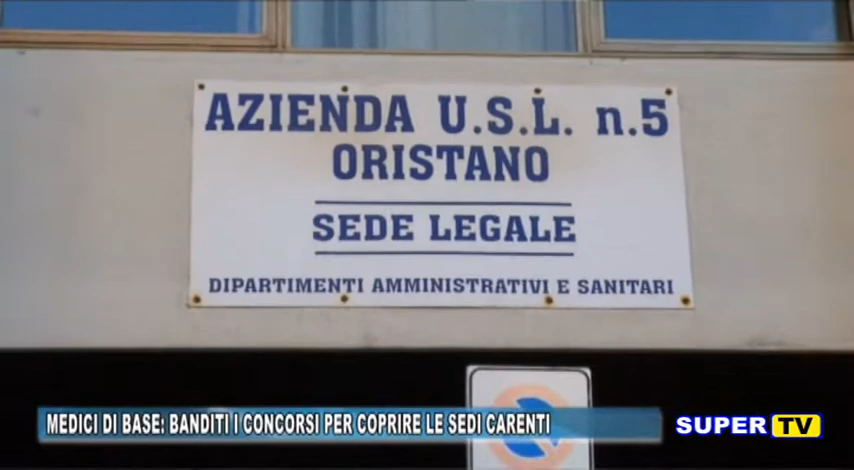 AZIENDA U.S.L. n.5
ORISTANO
SEDE LEGALE
DIPARTIMENTI AMMINISTRATIVI E SANITARI
MEDICI DI BASE: BANDITI I CONCORSI PER COPRIRE LE SEDI CARENTI
SUPER TV